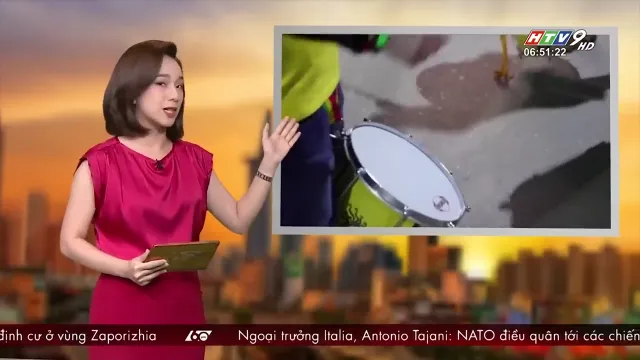 HTV9 HD
06:51:22
định cư ở vùng Zaporizhia 60 Ngoại trưởng Italia, Antonio Tajani: NATO điều quân tới các chiến